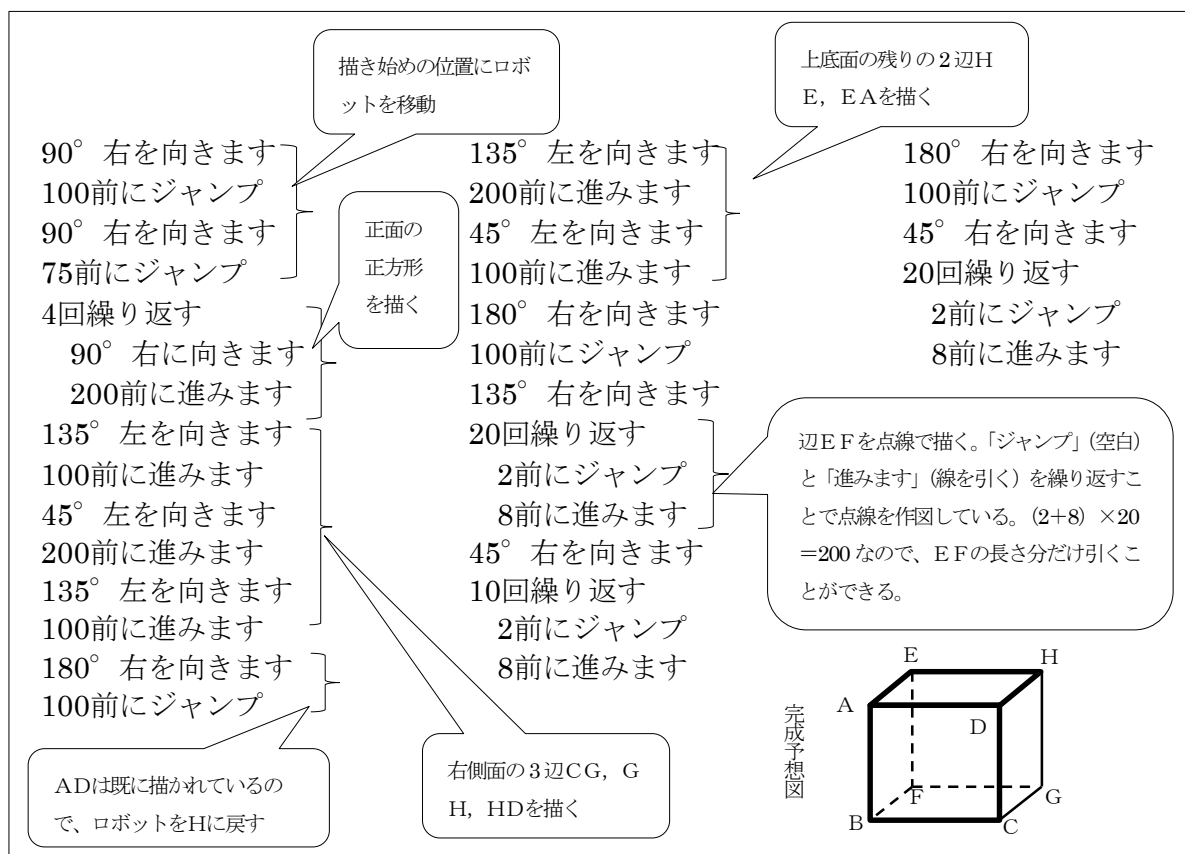 描き始めの位置にロボ
ットを移動
90°右を向きます
100前にジャンプ
90°右を向きます
75前にジャンプ
正面の
正方形
を描く
4回繰り返す
90°右に向きます
200前に進みます
135°左を向きます
100前に進みます
45°左を向きます
200前に進みます
135°左を向きます
100前に進みます
180°右を向きます
100前にジャンプ
ADは既に描かれているの
で、ロボットをHに戻す
右側面の3辺CG，G
H，HDを描く
上底面の残りの2辺H
E，EAを描く
135°左を向きます
200前に進みます
45°左を向きます
100前に進みます
180°右を向きます
100前にジャンプ
135°右を向きます
20回繰り返す
2前にジャンプ
8前に進みます
45°右を向きます
10回繰り返す
2前にジャンプ
8前に進みます
180°右を向きます
100前にジャンプ
45°右を向きます
20回繰り返す
2前にジャンプ
8前に進みます
辺EFを点線で描く。「ジャンプ」(空白)
と「進みます」(線を引く)を繰り返すこ
とで点線を作図している。(2+8)×20
=200なので、EFの長さ分だけ引くこ
とができる。
完成予想図
E
H
A
D
F
G
B
C